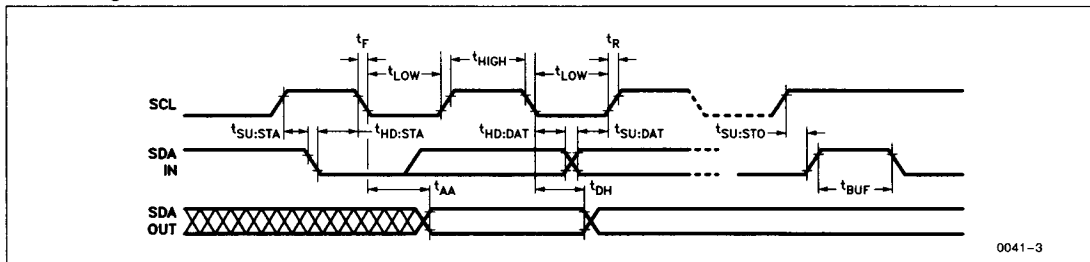 tF
tR
tLOW
tHIGH
tLOW
SCL
tSU:STA
tHD:STA
tHD:DAT
tSU:DAT
tSU:STO
SDA
IN
tAA
tDH
tBUF
SDA
OUT
0041-3